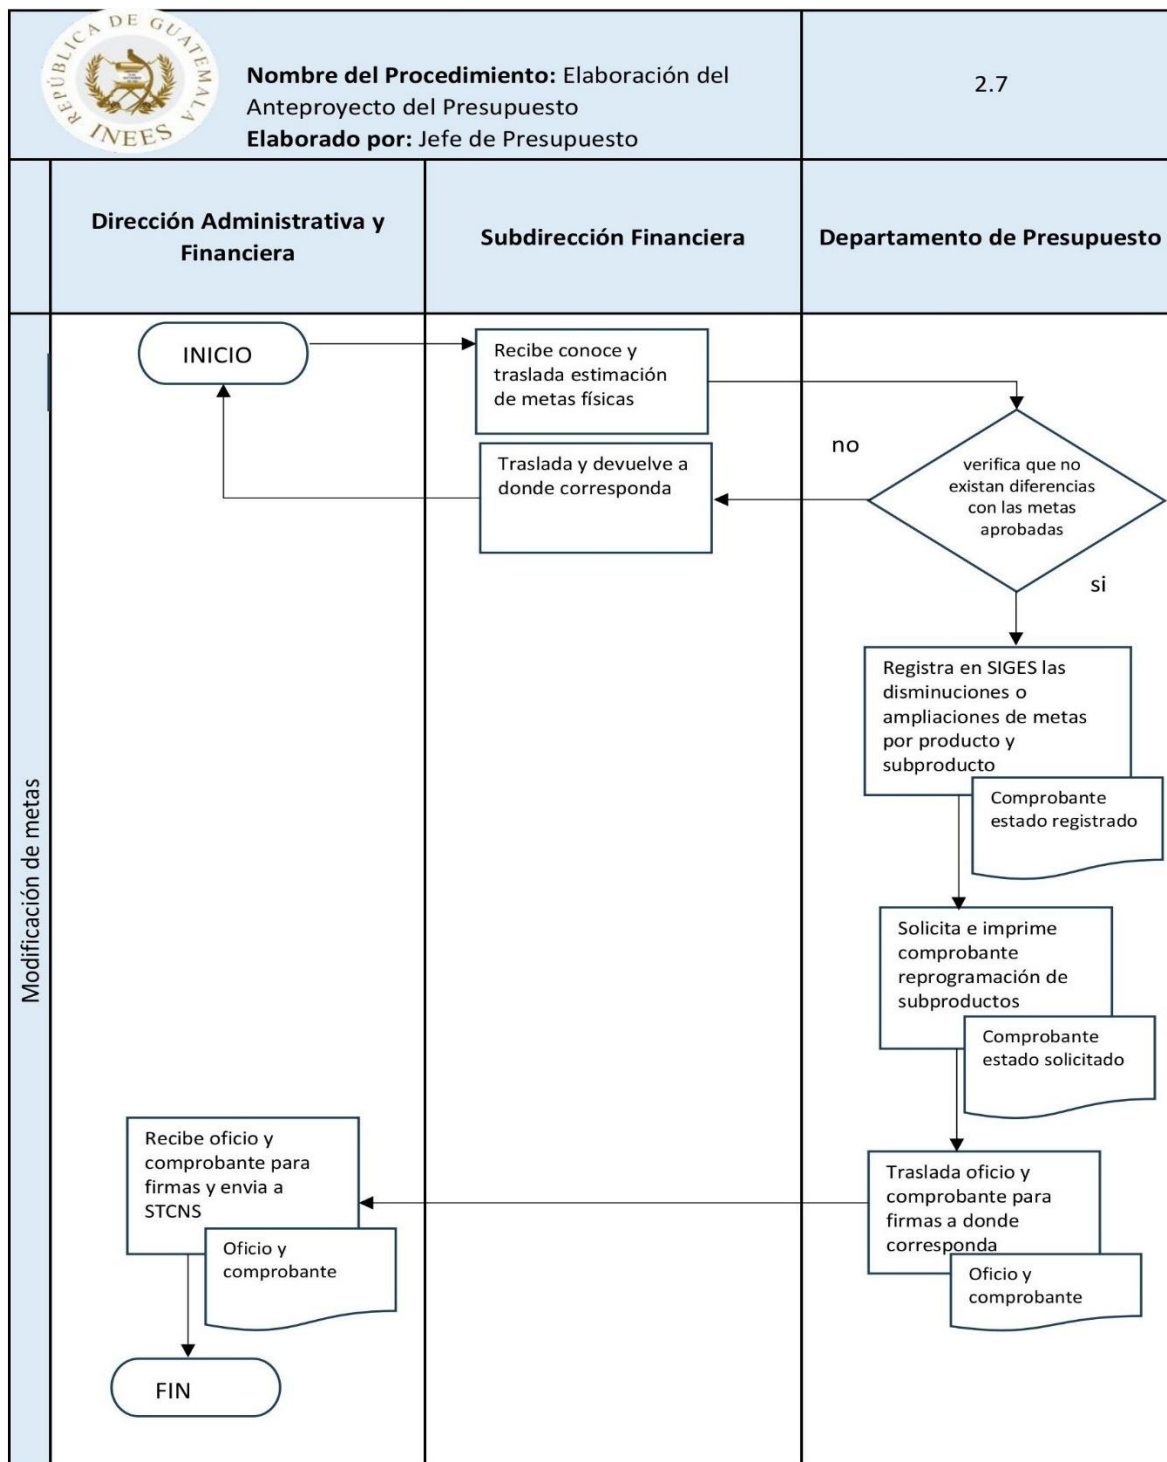 REPÚBLICA DE GUATEMALA
INEES
Nombre del Procedimiento: Elaboración del
Anteproyecto del Presupuesto
Elaborado por: Jefe de Presupuesto
2.7
Dirección Administrativa y
Financiera
Subdirección Financiera
Departamento de Presupuesto
Modificación de metas
INICIO
Recibe conoce y
traslada estimación
de metas físicas
Traslada y devuelve a
donde corresponda
no
verifica que no
existan diferencias
con las metas
aprobadas
si
Registra en SIGES las
disminuciones o
ampliaciones de metas
por producto y
subproducto
Comprobante
estado registrado
Solicita e imprime
comprobante
reprogramación de
subproductos
Comprobante
estado solicitado
Traslada oficio y
comprobante para
firmas a donde
corresponda
Oficio y
comprobante
Recibe oficio y
comprobante para
firmas y envia a
STCNS
Oficio y
comprobante
FIN